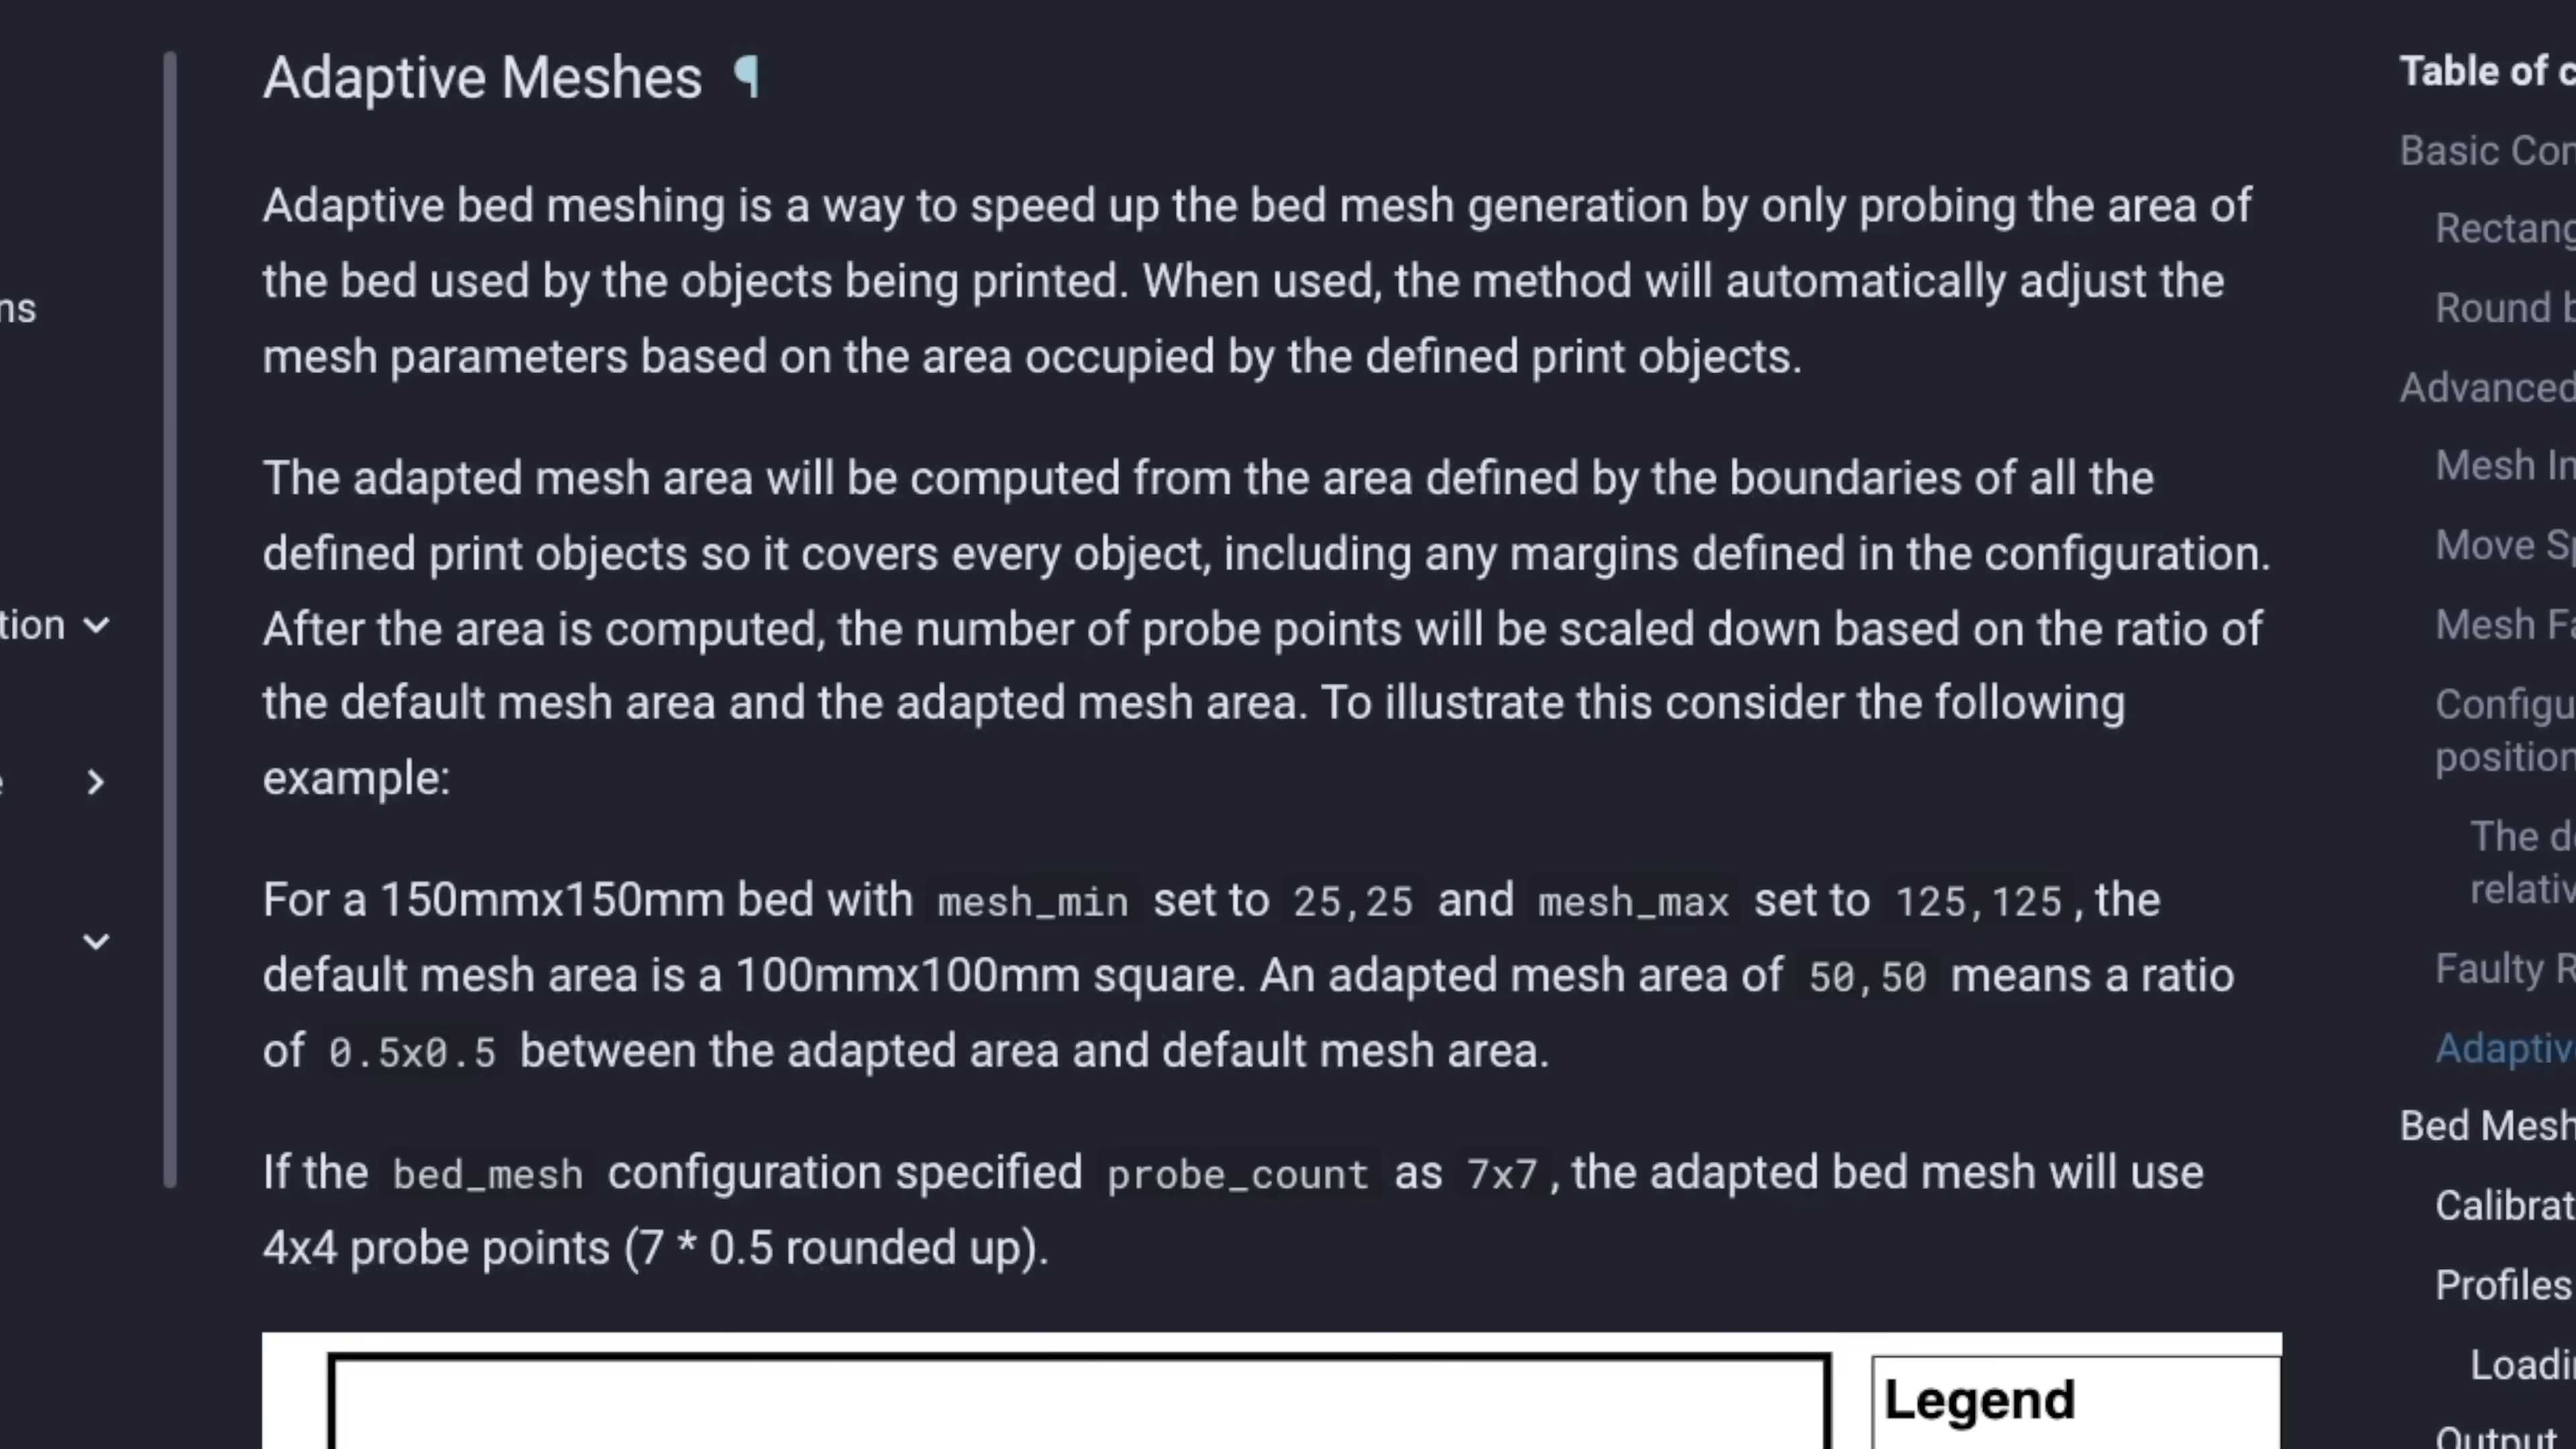 Adaptive Meshes ¶
Adaptive bed meshing is a way to speed up the bed mesh generation by only probing the area of
the bed used by the objects being printed. When used, the method will automatically adjust the
mesh parameters based on the area occupied by the defined print objects.
The adapted mesh area will be computed from the area defined by the boundaries of all the
defined print objects so it covers every object, including any margins defined in the configuration.
After the area is computed, the number of probe points will be scaled down based on the ratio of
the default mesh area and the adapted mesh area. To illustrate this consider the following
example:
For a 150mmx150mm bed with mesh_min set to 25,25 and mesh_max set to 125,125, the
default mesh area is a 100mmx100mm square. An adapted mesh area of 50,50 means a ratio
of 0.5x0.5 between the adapted area and default mesh area.
If the bed_mesh configuration specified probe_count as 7x7, the adapted bed mesh will use
4x4 probe points (7 * 0.5 rounded up).
Legend
ns
tion
Table of c
Basic Con
Rectang
Round b
Advanced
Mesh In
Move Sp
Mesh Fa
Configu
position
The de
relativ
Faulty R
Adaptiv
Bed Mesh
Calibrat
Profiles
Loadin
Output